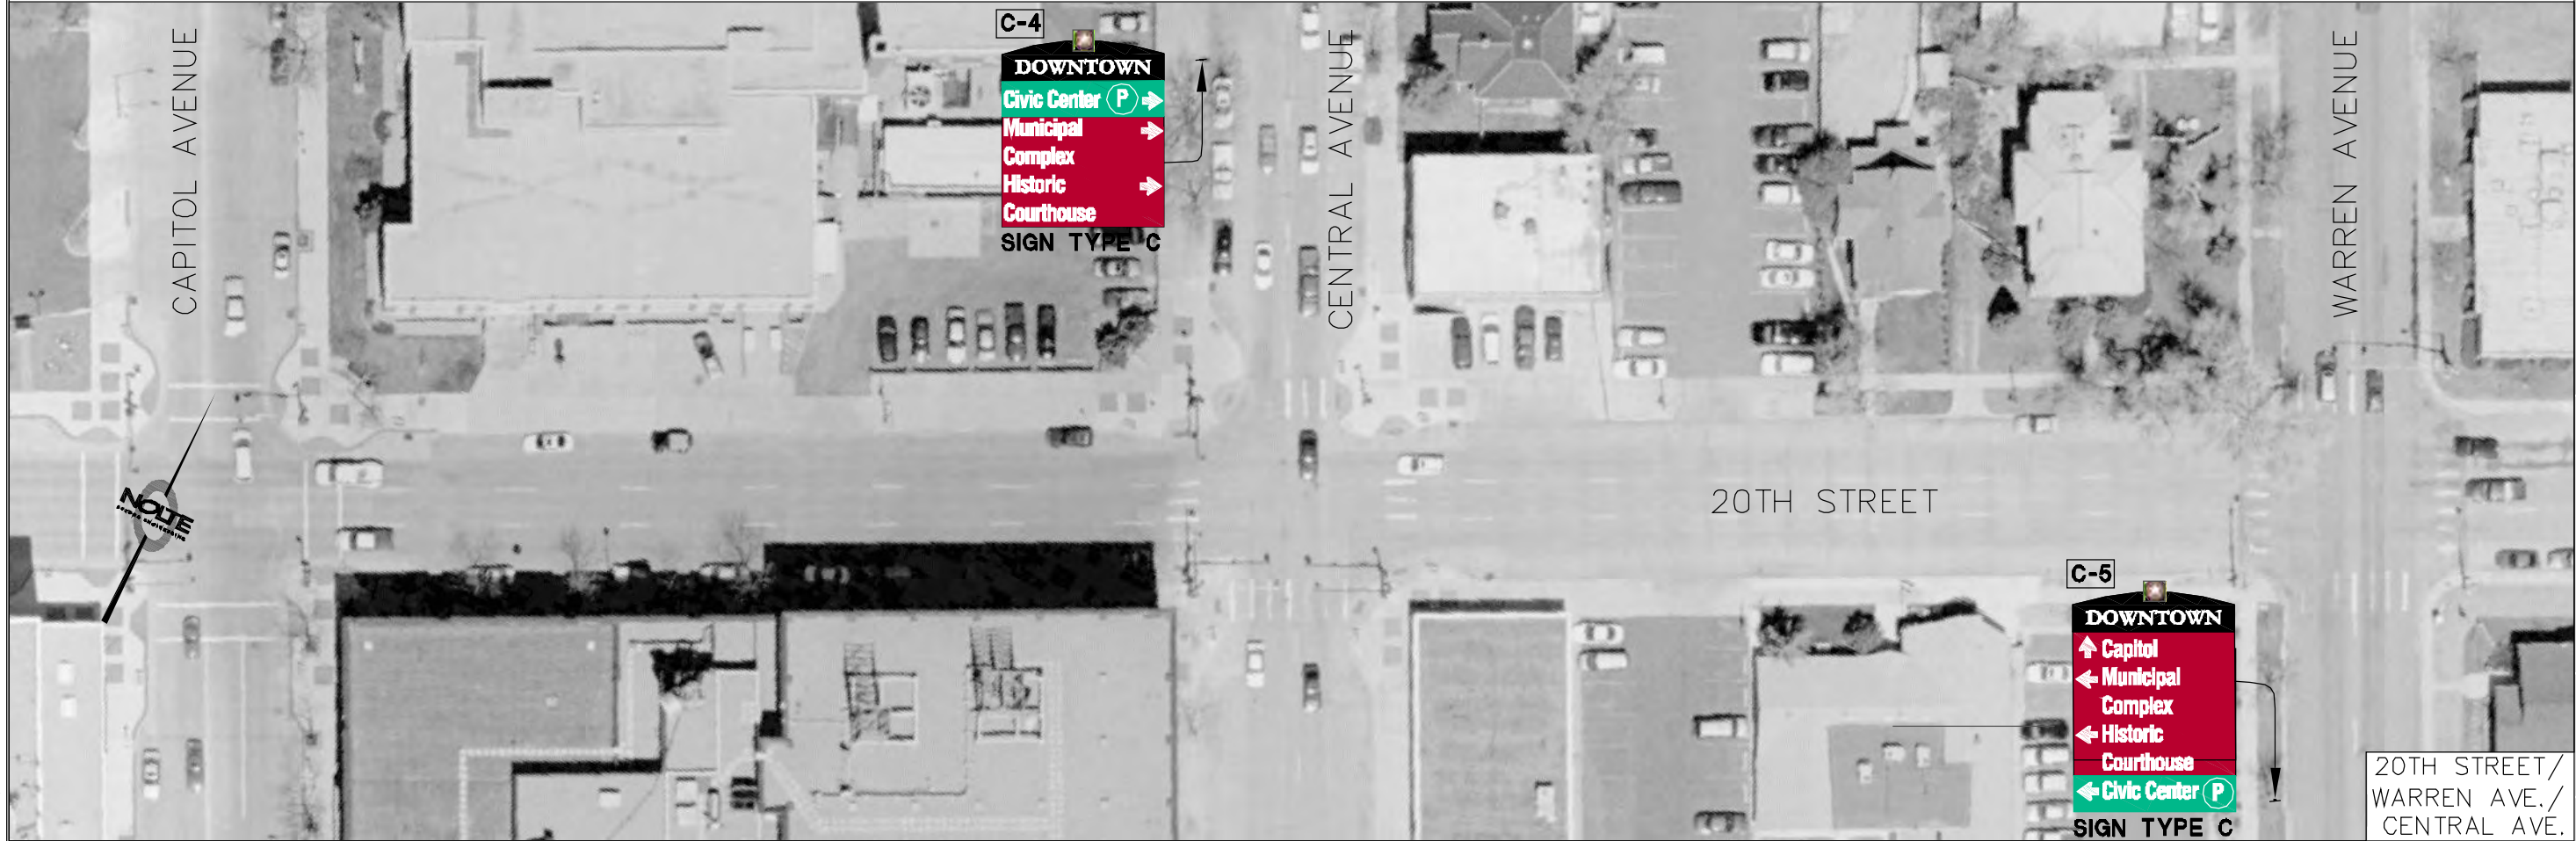 CAPITOL AVENUE
C-4
DOWNTOWN
Civic Center P
Municipal
Complex
Historic
Courthouse
SIGN TYPE C
CENTRAL AVENUE
WARREN AVENUE
NOLTE
20TH STREET
C-5
DOWNTOWN
Capitol
Municipal
Complex
Historic
Courthouse
Civic Center P
SIGN TYPE C
20TH STREET/
WARREN AVE./
CENTRAL AVE.